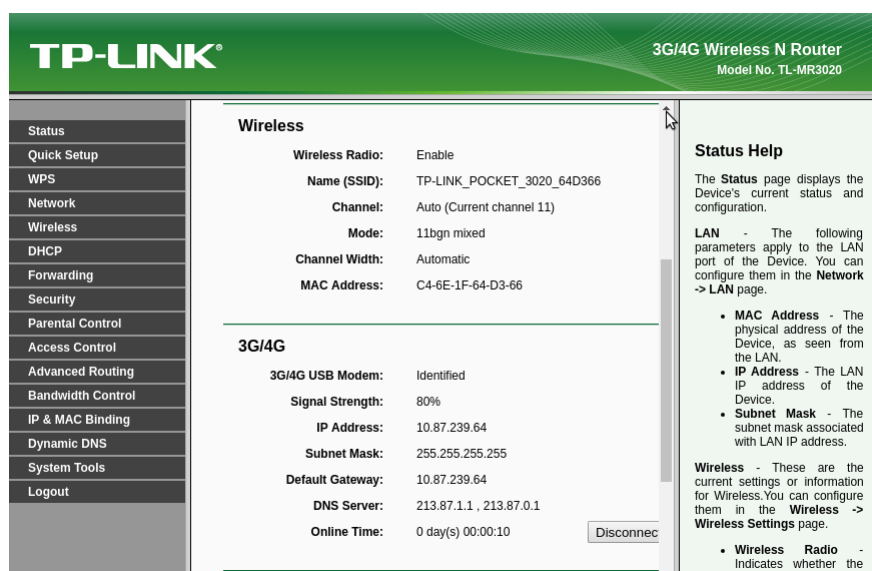 TP-LINK®
3G/4G Wireless N Router
Model No. TL-MR3020
Status
Quick Setup
WPS
Network
Wireless
DHCP
Forwarding
Security
Parental Control
Access Control
Advanced Routing
Bandwidth Control
IP & MAC Binding
Dynamic DNS
System Tools
Logout
Wireless
Wireless Radio: Enable
Name (SSID): TP-LINK_POCKET_3020_64D366
Channel: Auto (Current channel 11)
Mode: 11bgn mixed
Channel Width: Automatic
MAC Address: C4-6E-1F-64-D3-66
3G/4G
3G/4G USB Modem: Identified
Signal Strength: 80%
IP Address: 10.87.239.64
Subnet Mask: 255.255.255.255
Default Gateway: 10.87.239.64
DNS Server: 213.87.1.1 , 213.87.0.1
Online Time: 0 day(s) 00:00:10 Disconnec
Status Help
The Status page displays the
Device's current status and
configuration.
LAN - The following
parameters apply to the LAN
port of the Device. You can
configure them in the Network
-> LAN page.
• MAC Address - The
physical address of the
Device, as seen from
the LAN.
• IP Address - The LAN
IP address of the
Device.
• Subnet Mask - The
subnet mask associated
with LAN IP address.
Wireless - These are the
current settings or information
for Wireless.You can configure
them in the Wireless ->
Wireless Settings page.
• Wireless Radio -
Indicates whether the